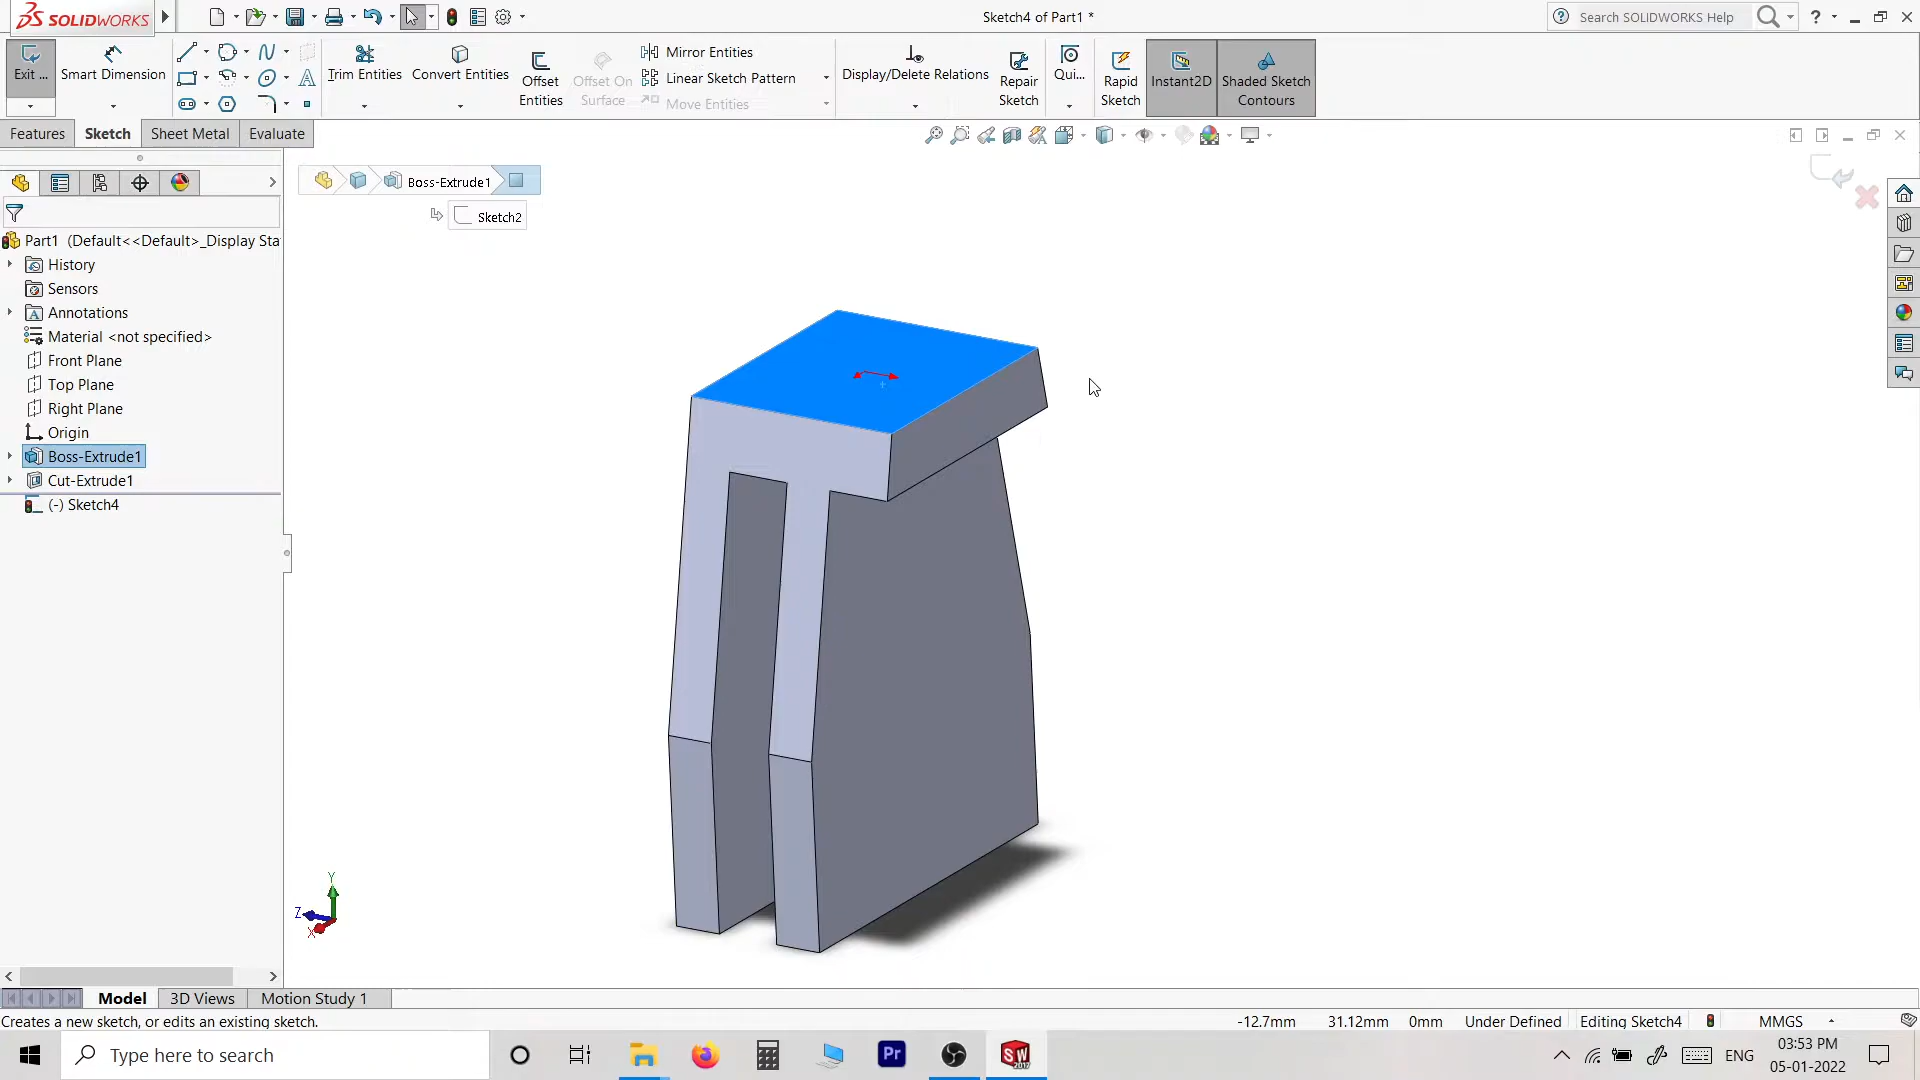 SOLIDWORKS
Sketch4 of Part1 *
Search SOLIDWORKS Help
Exit ...
Smart Dimension
Trim Entities
Convert Entities
Offset
Entities
Offset On
Surface
Mirror Entities
Linear Sketch Pattern
Move Entities
Display/Delete Relations
Repair
Sketch
Qui...
Rapid
Sketch
Instant2D
Shaded Sketch
Contours
Features
Sketch
Sheet Metal
Evaluate
Boss-Extrude1
Sketch2
Part1 (Default<<Default>_Display Sta
History
Sensors
Annotations
Material <not specified>
Front Plane
Top Plane
Right Plane
Origin
Boss-Extrude1
Cut-Extrude1
(-) Sketch4
Y
Z
X
Model
3D Views
Motion Study 1
Creates a new sketch, or edits an existing sketch.
-12.7mm
31.12mm
0mm
Under Defined
Editing Sketch4
MMGS
Type here to search
Pr
SW
2017
ENG
03:53 PM
05-01-2022